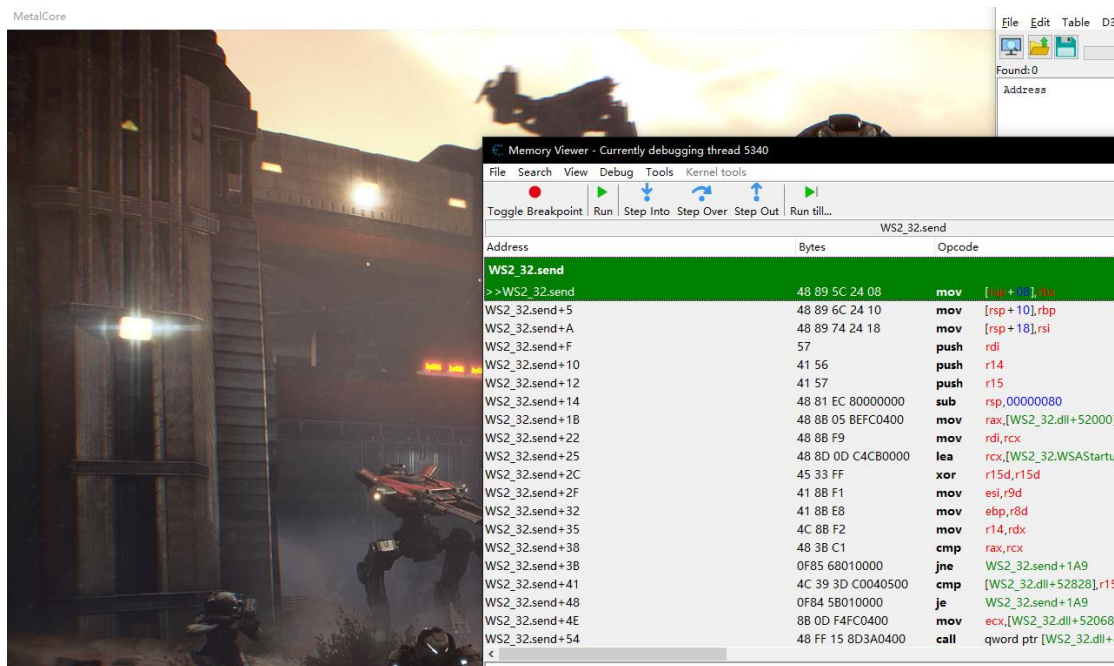 MetalCore
File Edit Table D3
Found: 0
Address
Memory Viewer - Currently debugging thread 5340
File Search View Debug Tools Kernel tools
Toggle Breakpoint Run Step Into Step Over Step Out Run till...
WS2_32.send
Address Bytes Opcode
WS2_32.send
>>WS2_32.send 48 89 5C 24 08 mov [rsp+08],rbx
WS2_32.send+5 48 89 6C 24 10 mov [rsp+10],rbp
WS2_32.send+A 48 89 74 24 18 mov [rsp+18],rsi
WS2_32.send+F 57 push rdi
WS2_32.send+10 41 56 push r14
WS2_32.send+12 41 57 push r15
WS2_32.send+14 48 81 EC 80000000 sub rsp,00000080
WS2_32.send+1B 48 8B 05 BEFC0400 mov rax,[WS2_32.dll+52000]
WS2_32.send+22 48 8B F9 mov rdi,rcx
WS2_32.send+25 48 8D 0D C4CB0000 lea rcx,[WS2_32.WSAStartu
WS2_32.send+2C 45 33 FF xor r15d,r15d
WS2_32.send+2F 41 8B F1 mov esi,r9d
WS2_32.send+32 41 8B E8 mov ebp,r8d
WS2_32.send+35 4C 8B F2 mov r14,rdx
WS2_32.send+38 48 3B C1 cmp rax,rcx
WS2_32.send+3B 0F85 68010000 jne WS2_32.send+1A9
WS2_32.send+41 4C 39 3D C0040500 cmp [WS2_32.dll+52828],r15
WS2_32.send+48 0F84 5B010000 je WS2_32.send+1A9
WS2_32.send+4E 8B 0D F4FC0400 mov ecx,[WS2_32.dll+52068
WS2_32.send+54 48 FF 15 8D3A0400 call qword ptr [WS2_32.dll+